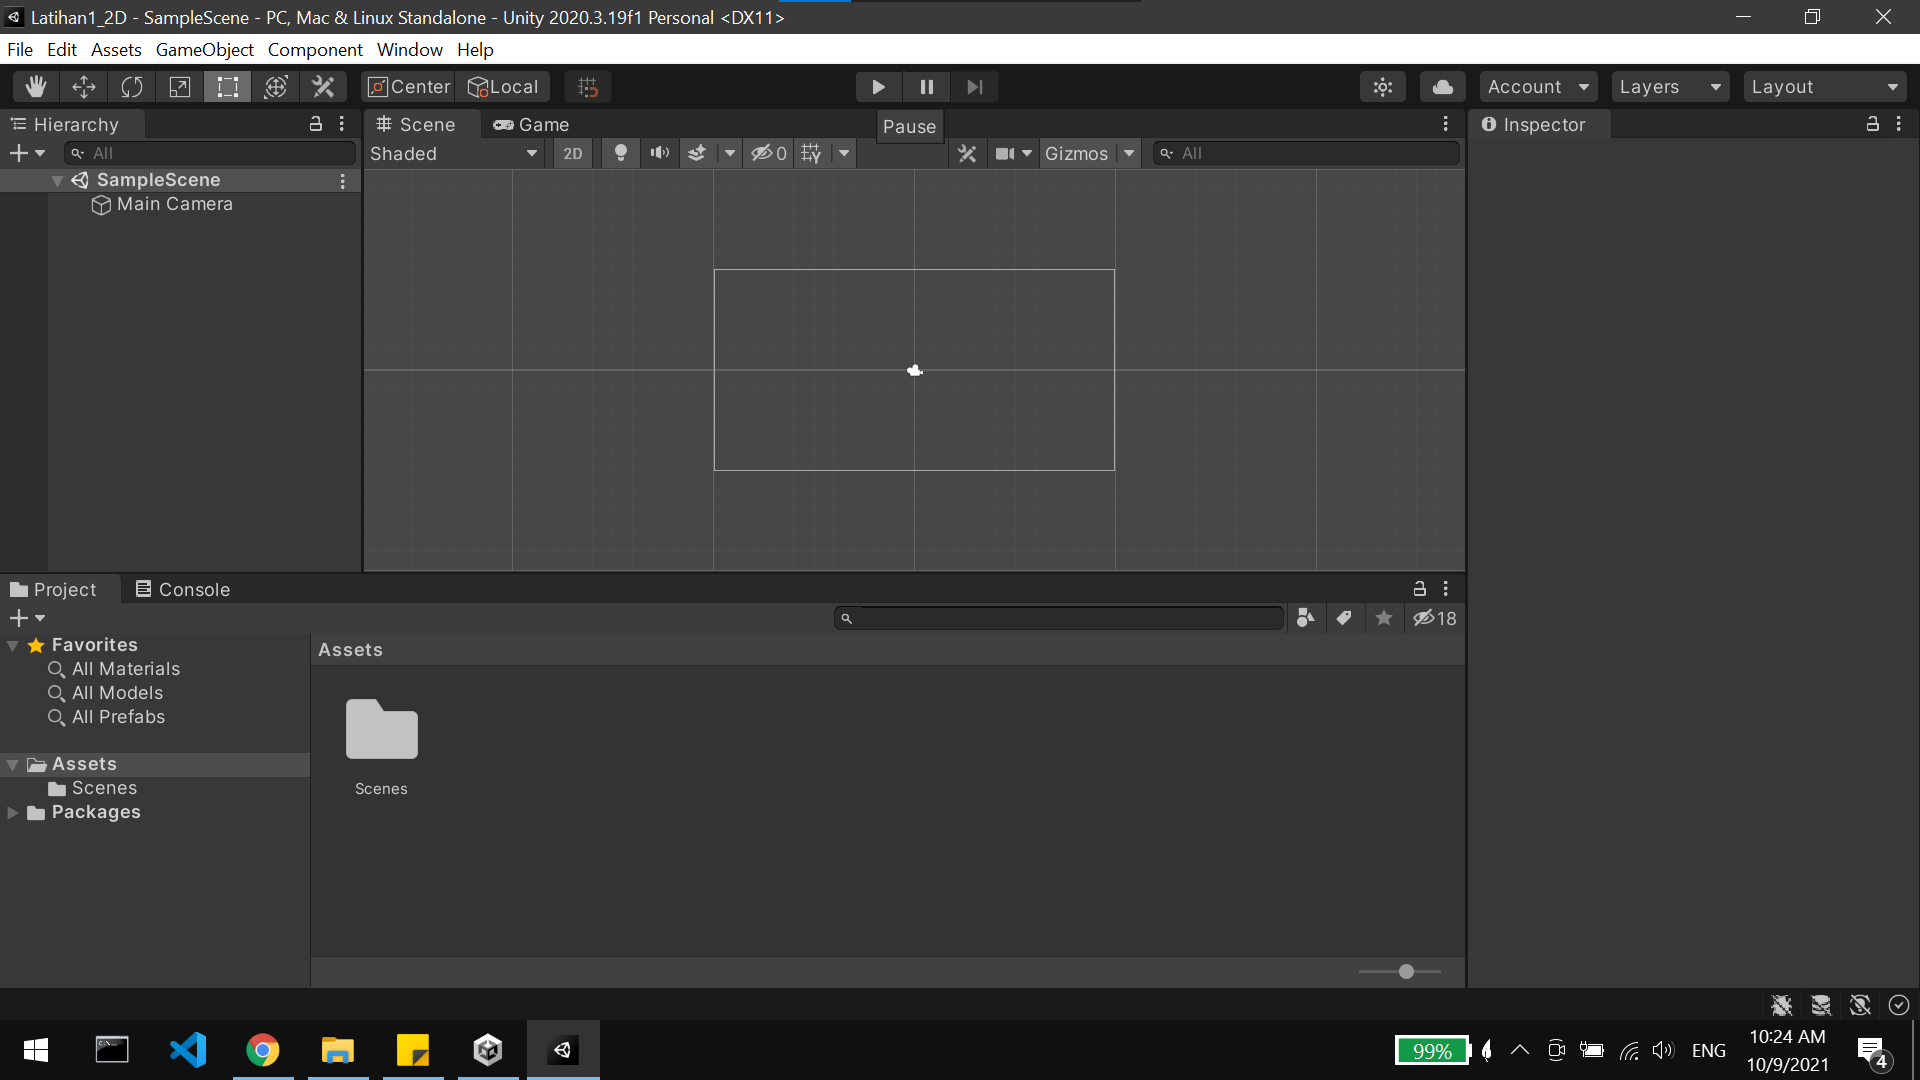 Latihan1_2D - SampleScene - PC, Mac & Linux Standalone - Unity 2020.3.19f1 Personal <DX11>
File Edit Assets GameObject Component Window Help
Center Local Account Layers Layout
Hierarchy Scene Game Pause Inspector
All Shaded 2D 0 Gizmos All
SampleScene
Main Camera
Project Console
18
Favorites
Assets
All Materials
All Models
All Prefabs
Assets
Scenes
Scenes
Packages
99% ENG 10:24 AM
10/9/2021 4